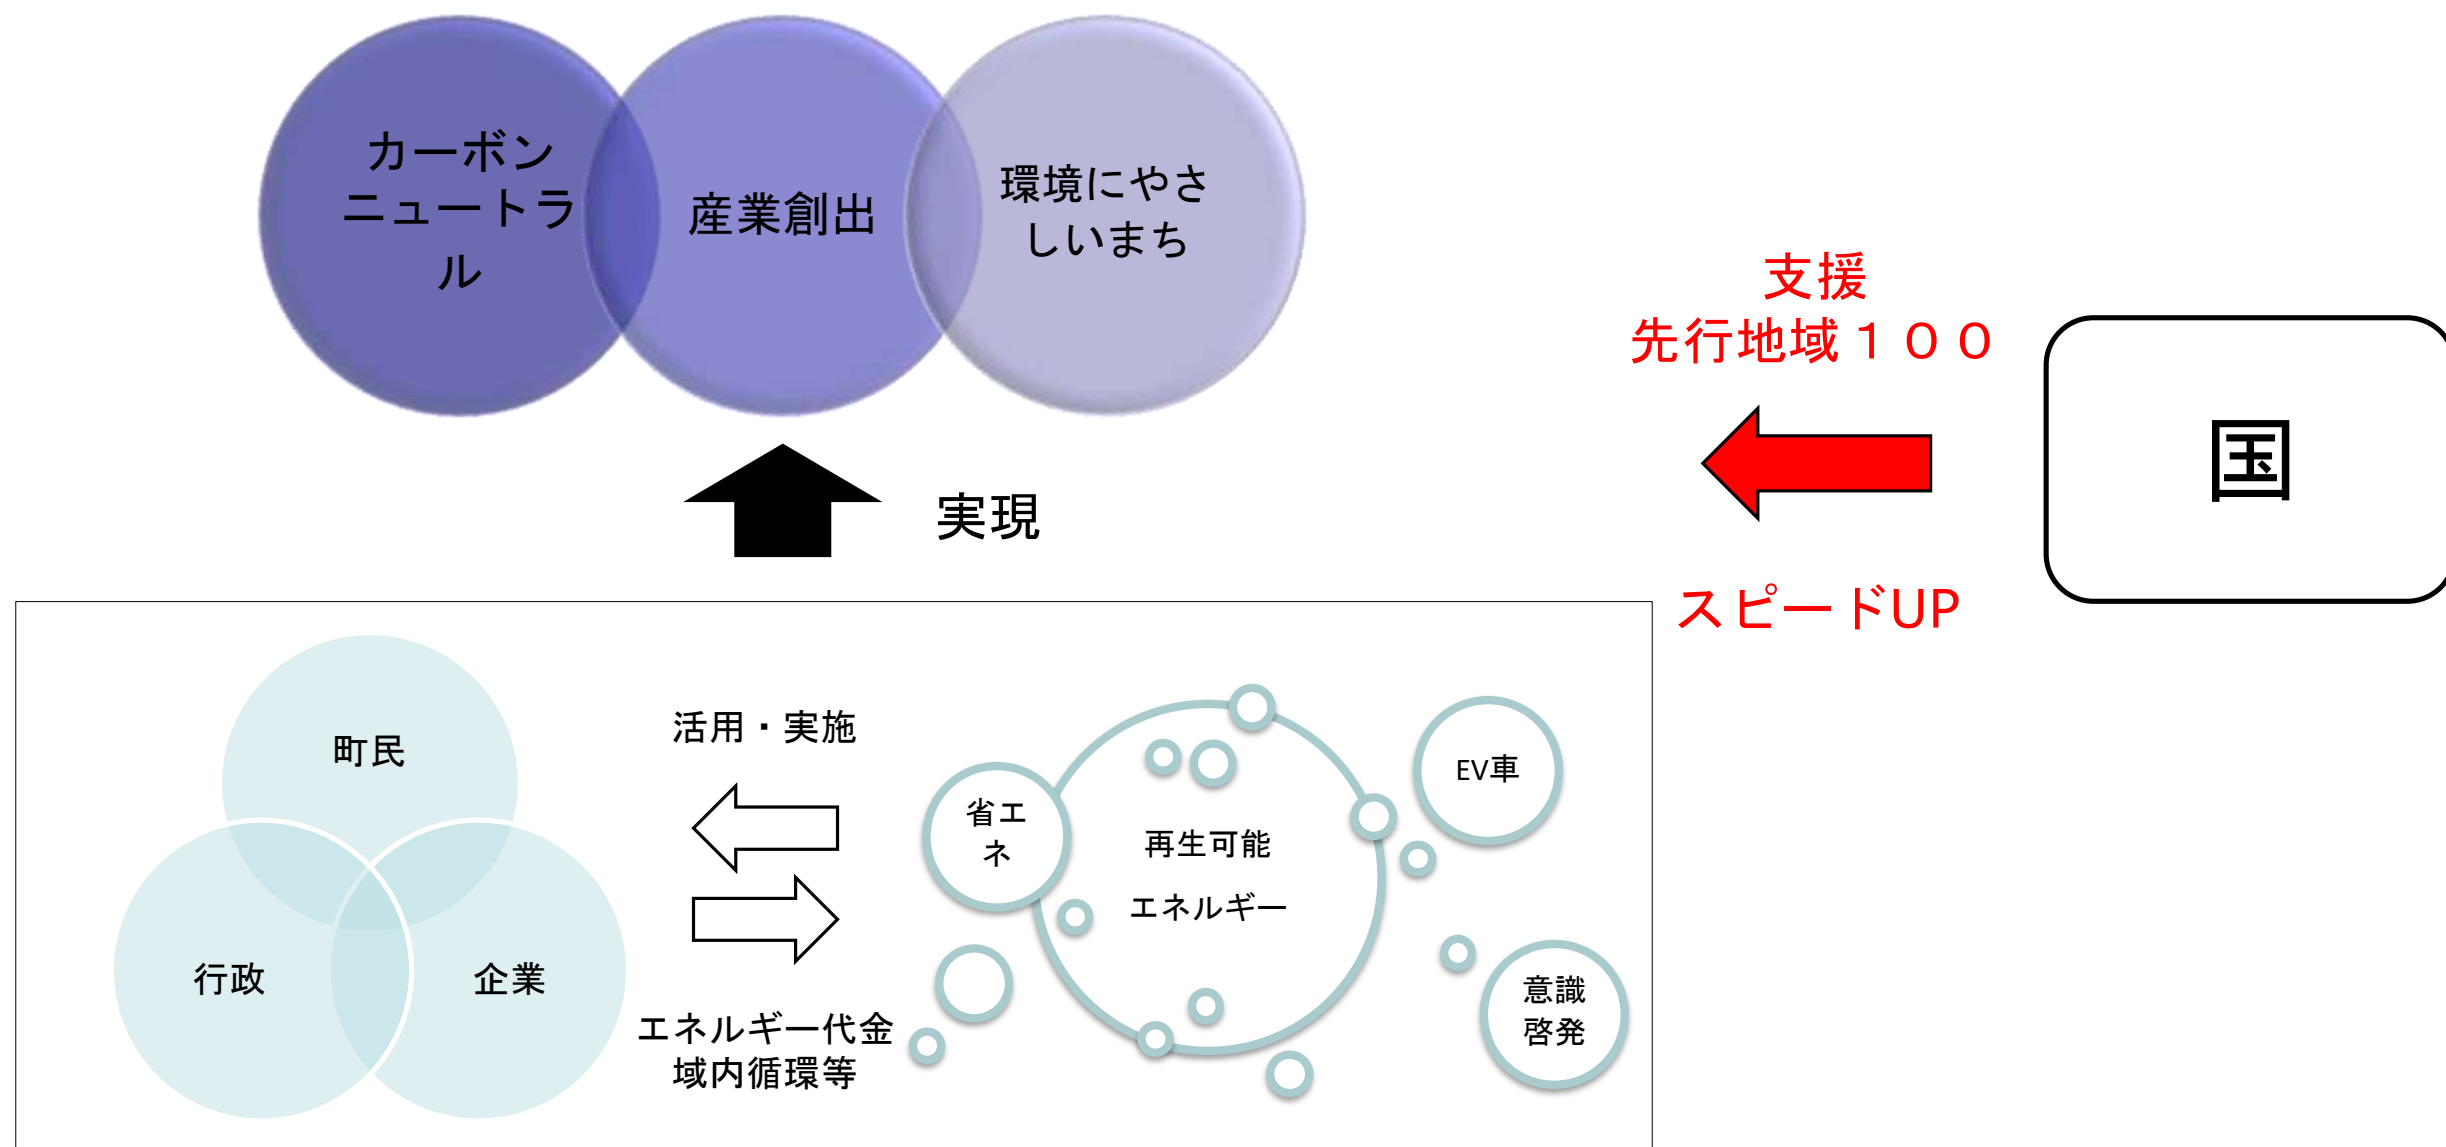 カーボン
ニュートラ
ル
産業創出
環境にやさ
しいまち
支援
先行地域１００
国
実現
スピードUP
町民
行政
企業
活用・実施
エネルギー代金
域内循環等
省エ
ネ
再生可能
エネルギー
EV車
意識
啓発